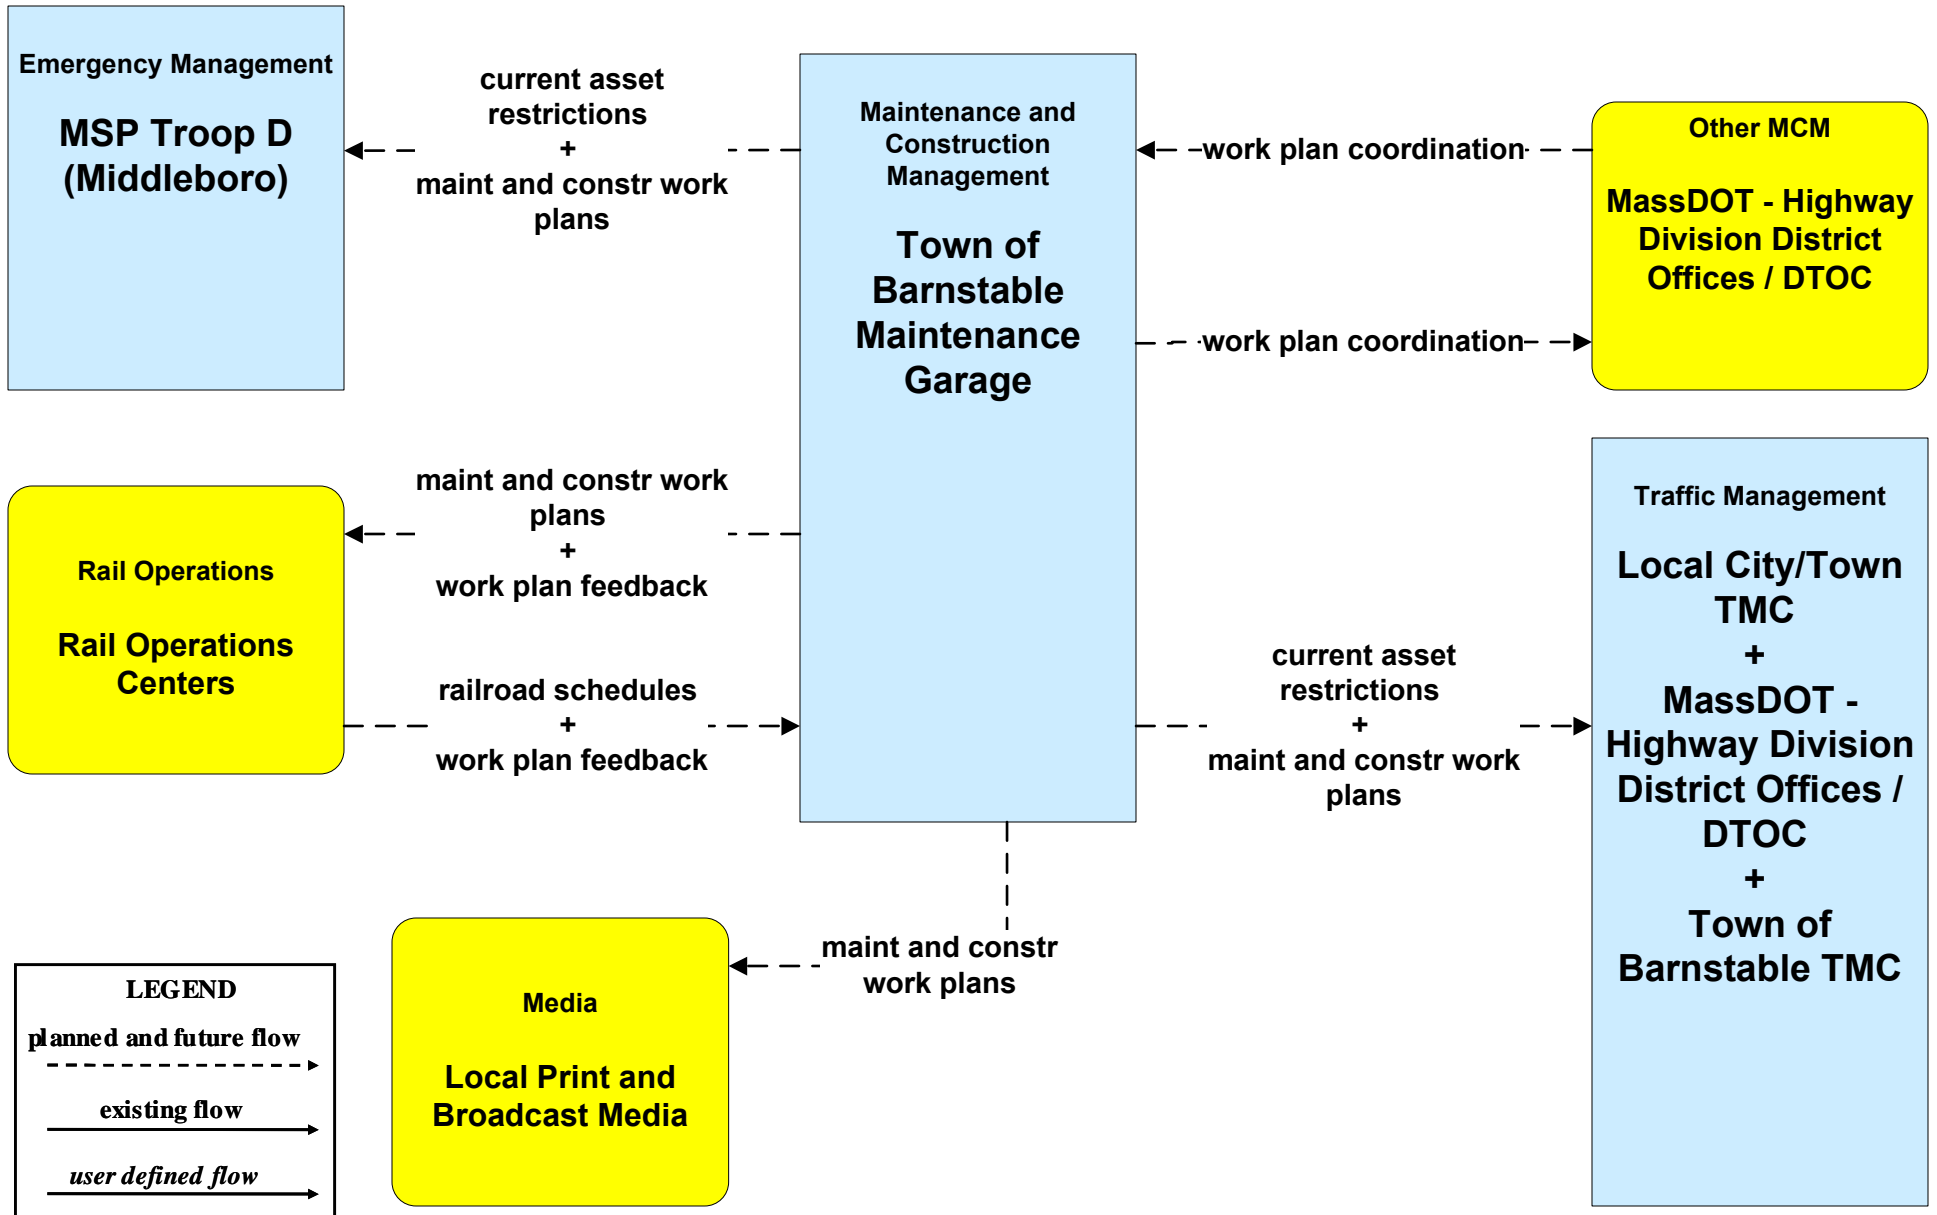 Emergency Management
MSP Troop D
(Middleboro)
current asset
restrictions
+
maint and constr work
plans
Maintenance and
Construction
Management
Town of
Barnstable
Maintenance
Garage
work plan coordination
work plan coordination
Other MCM
MassDOT - Highway
Division District
Offices / DTOC
Rail Operations
Rail Operations
Centers
maint and constr work
plans
+
work plan feedback
railroad schedules
+
work plan feedback
current asset
restrictions
+
maint and constr work
plans
Traffic Management
Local City/Town
TMC
+
MassDOT -
Highway Division
District Offices /
DTOC
+
Town of
Barnstable TMC
maint and constr
work plans
Media
Local Print and
Broadcast Media
LEGEND
planned and future flow
existing flow
user defined flow